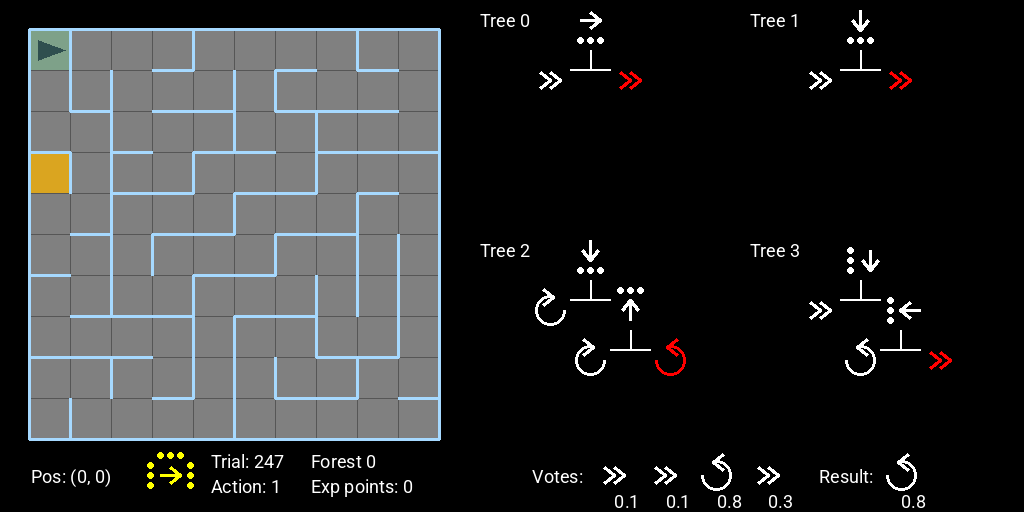 Tree 0
Tree 1
Tree 2
Tree 3
Pos: (0, 0)
Trial: 247
Forest 0
Action: 1
Exp points: 0
Votes:
0.1
0.1
0.8
0.3
Result:
0.8